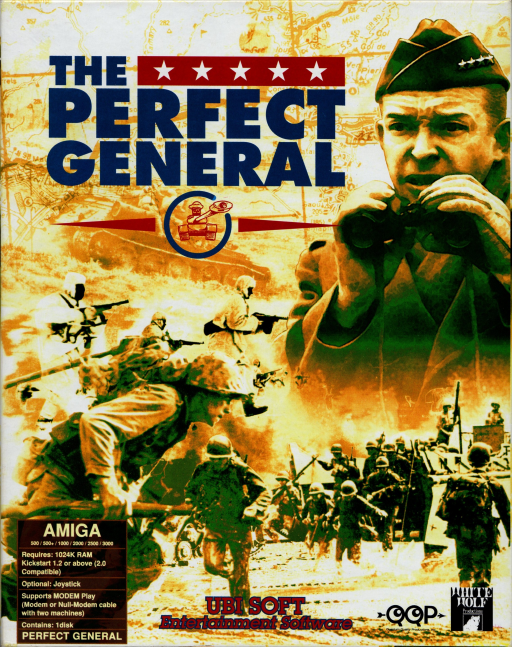 THE
PERFECT
GENERAL
AMIGA
500 / 500+ / 1000 / 2000 / 2500 / 3000
Requires: 1024K RAM
Kickstart 1.2 or above (2.0
Compatible)
Optional: Joystick
Supports MODEM Play
(Modem or Null-Modem cable
with two machines)
Contains: 1disk
PERFECT GENERAL
UBI SOFT
Entertainment Software
QQP
WHITE
WOLF
Productions